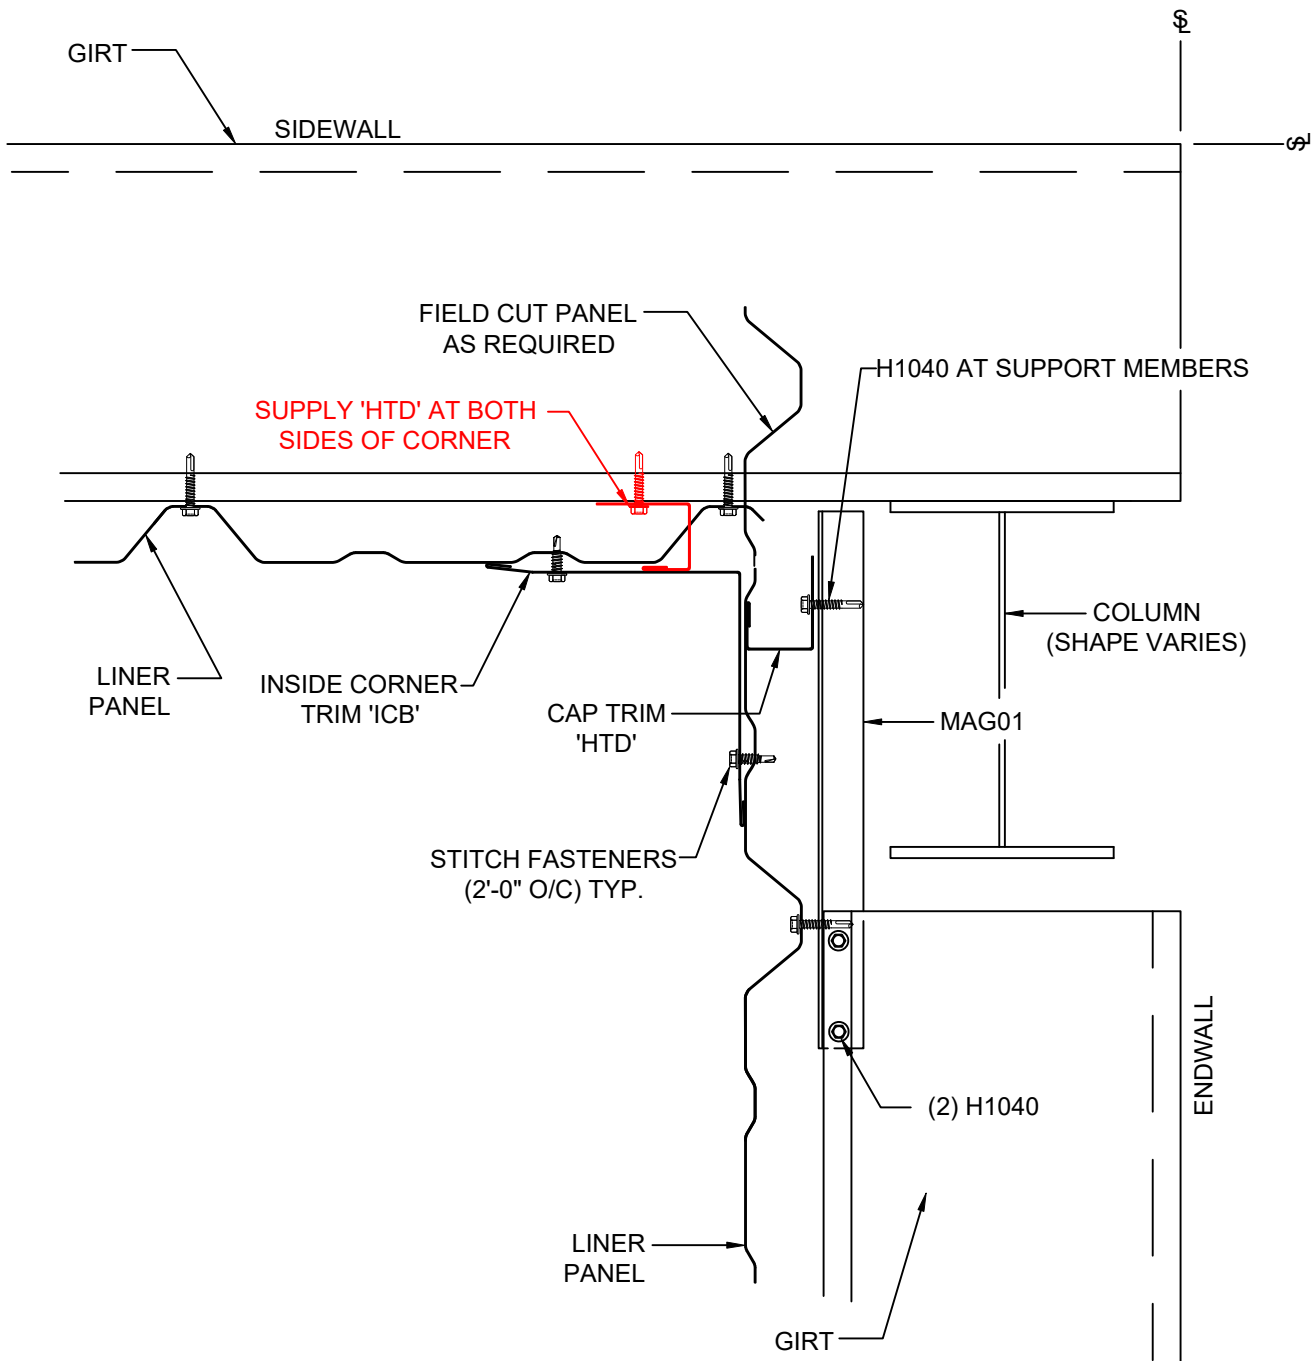 GIRT
SIDEWALL
FIELD CUT PANEL
AS REQUIRED
H1040 AT SUPPORT MEMBERS
SUPPLY 'HTD' AT BOTH
SIDES OF CORNER
COLUMN
(SHAPE VARIES)
LINER
PANEL
INSIDE CORNER
TRIM 'ICB'
CAP TRIM
'HTD'
MAG01
STITCH FASTENERS
(2'-0" O/C) TYP.
ENDWALL
(2) H1040
LINER
PANEL
GIRT